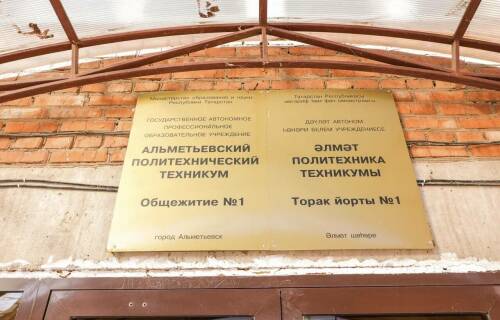 Министерство образования и науки
Республики Татарстан
ГОСУДАРСТВЕННОЕ АВТОНОМНОЕ
ПРОФЕССИОНАЛЬНОЕ
ОБРАЗОВАТЕЛЬНОЕ УЧРЕЖДЕНИЕ
АЛЬМЕТЬЕВСКИЙ
ПОЛИТЕХНИЧЕСКИЙ
ТЕХНИКУМ
Общежитие №1
город Альметьевск
Татарстан Республикасы
мәгариф һәм фән министрлыгы
ДӘҮЛӘТ АВТОНОМ
ҺӨНӘРИ БЕЛЕМ УЧРЕЖДЕНИЕСЕ
ӘЛМӘТ
ПОЛИТЕХНИКА
ТЕХНИКУМЫ
Торак йорты №1
Әлмәт шәһәре